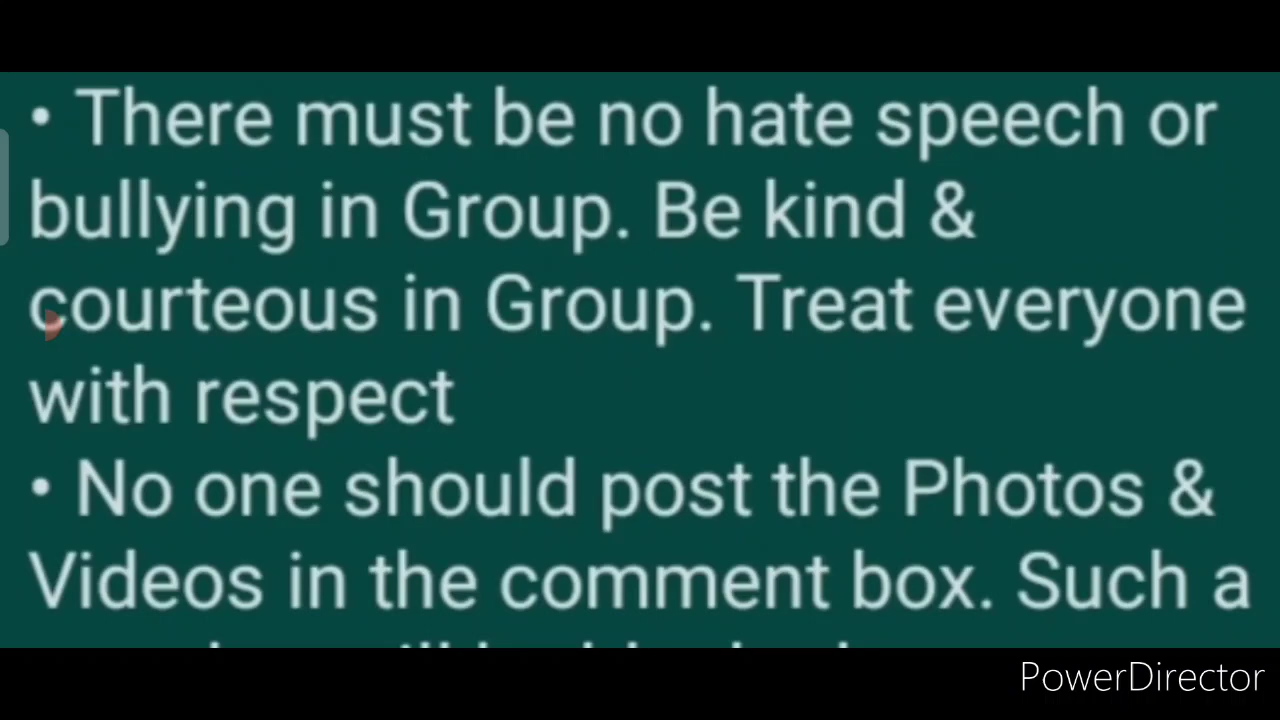 • There must be no hate speech or
bullying in Group. Be kind &
courteous in Group. Treat everyone
with respect
• No one should post the Photos &
Videos in the comment box. Such a
PowerDirector